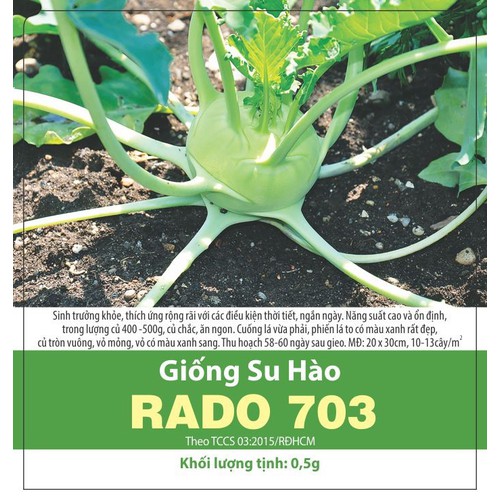 Sinh trưởng khỏe, thích ứng rộng rãi với các điều kiện thời tiết, ngắn ngày. Năng suất cao và ổn định,
trong lượng củ 400 -500g, củ chắc, ăn ngon. Cuống lá vừa phải, phiến lá to có màu xanh rất đẹp,
củ tròn vuông, vỏ mỏng, vỏ có màu xanh sang. Thu hoạch 58-60 ngày sau gieo. MĐ: 20 x 30cm, 10-13cây/m²
Giống Su Hào
RADO 703
Theo TCCS 03:2015/RĐHCM
Khối lượng tịnh: 0,5g